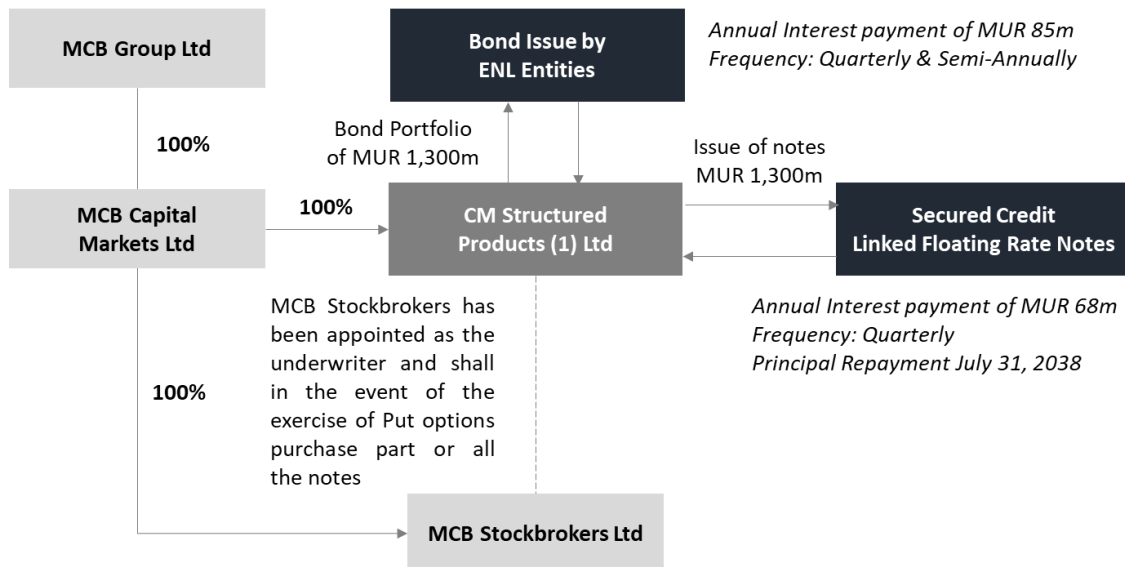 MCB Group Ltd
Bond Issue by
ENL Entities
Annual Interest payment of MUR 85m
Frequency: Quarterly & Semi-Annually
100%
Bond Portfolio
of MUR 1,300m
Issue of notes
MUR 1,300m
MCB Capital
Markets Ltd
100%
CM Structured
Products (1) Ltd
Secured Credit
Linked Floating Rate Notes
MCB Stockbrokers has
been appointed as the
underwriter and shall
in the event of the
exercise of Put options
purchase part or all
the notes
Annual Interest payment of MUR 68m
Frequency: Quarterly
Principal Repayment July 31, 2038
100%
MCB Stockbrokers Ltd